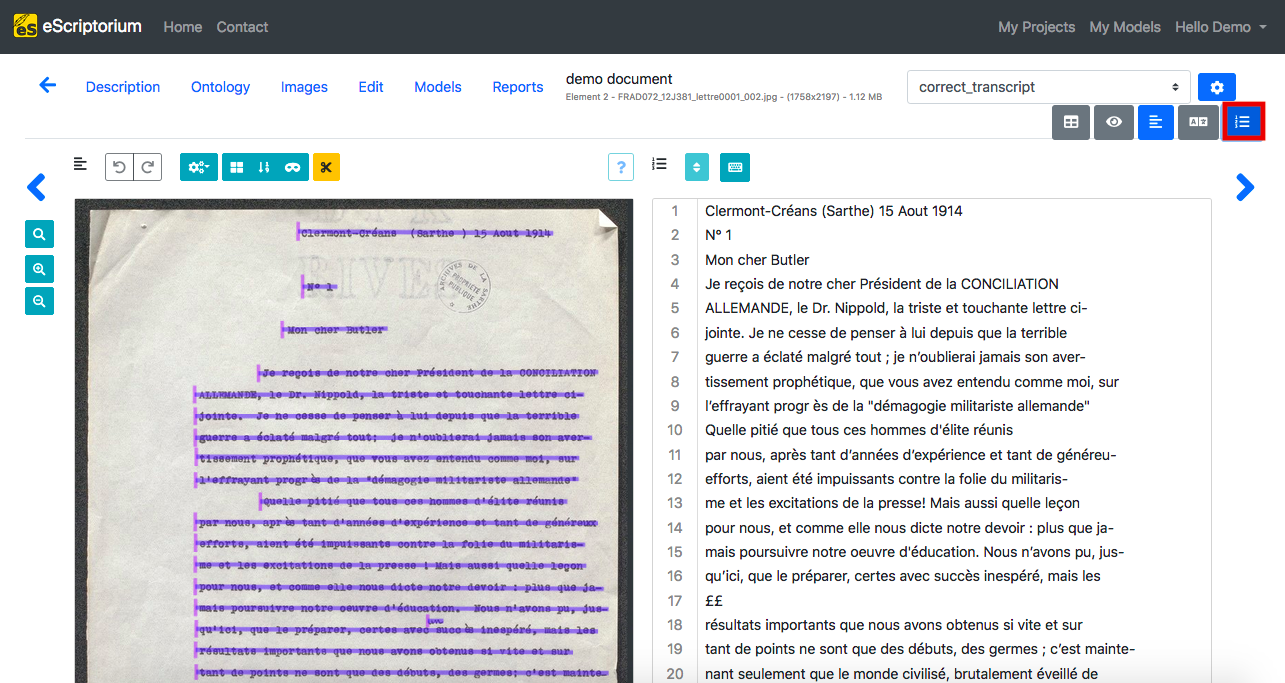 eScriptorium
Home
Contact
My Projects
My Models
Hello Demo
Description
Ontology
Images
Edit
Models
Reports
demo document
Element 2 - FRAD072_12J381_lettre0001_002.jpg - (1758x2197) - 1.12 MB
correct_transcript
?
Clermont-Créans (Sarthe ) 15 Aout 1914
ARCHIVES DE LA SARTHE
PROPRIÉTÉ PUBLIQUE
N° 1
Mon cher Butler
Je reçois de notre cher Président de la CONCILIATION
ALLEMANDE, le Dr. Nippold, la triste et touchante lettre ci-
jointe. Je ne cesse de penser à lui depuis que la terrible
guerre a éclaté malgré tout; je n'oublierai jamais son aver-
tissement prophétique, que vous avez entendu comme moi, sur
l'effrayant progr ès de la "démagogie militariste allemande"
Quelle pitié que tous ces hommes d'élite réunis
par nous, après tant d'années d'expérience et tant de généreux
efforts, aient été impuissants contre la folie du militaris-
me et les excitations de la presse ! Mais aussi quelle leçon
pour nous, et comme elle nous dicte notre devoir : plus que ja-
mais poursuivre notre oeuvre d'éducation. Nous n'avons pu, jus-
qu'ici, que le préparer, certes avec succès inespéré, mais les
résultats importants que nous avons obtenus si vite et sur
tant de points ne sont que des débuts, des germes; c'est mainte-
1 Clermont-Créans (Sarthe) 15 Aout 1914
2 N° 1
3 Mon cher Butler
4 Je reçois de notre cher Président de la CONCILIATION
5 ALLEMANDE, le Dr. Nippold, la triste et touchante lettre ci-
6 jointe. Je ne cesse de penser à lui depuis que la terrible
7 guerre a éclaté malgré tout ; je n’oublierai jamais son aver-
8 tissement prophétique, que vous avez entendu comme moi, sur
9 l’effrayant progr ès de la "démagogie militariste allemande"
10 Quelle pitié que tous ces hommes d'élite réunis
11 par nous, après tant d’années d’expérience et tant de généreu-
12 efforts, aient été impuissants contre la folie du militaris-
13 me et les excitations de la presse! Mais aussi quelle leçon
14 pour nous, et comme elle nous dicte notre devoir : plus que ja-
15 mais poursuivre notre oeuvre d'éducation. Nous n’avons pu, jus-
16 qu’ici, que le préparer, certes avec succès inespéré, mais les
17 ££
18 résultats importants que nous avons obtenus si vite et sur
19 tant de points ne sont que des débuts, des germes ; c’est mainte-
20 nant seulement que le monde civilisé, brutalement éveillé de